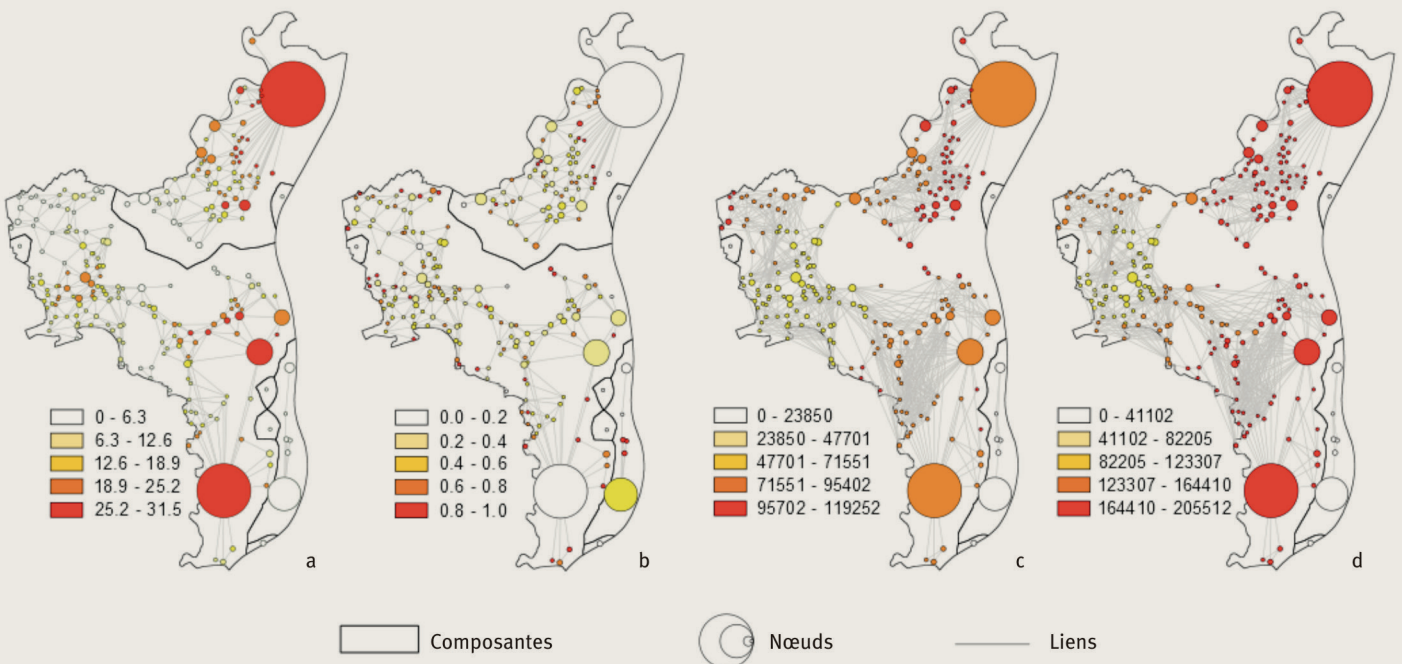 0 - 6.3
6.3 - 12.6
12.6 - 18.9
18.9 - 25.2
25.2 - 31.5
a
0.0 - 0.2
0.2 - 0.4
0.4 - 0.6
0.6 - 0.8
0.8 - 1.0
b
0 - 23850
23850 - 47701
47701 - 71551
71551 - 95402
95702 - 119252
c
0 - 41102
41102 - 82205
82205 - 123307
123307 - 164410
164410 - 205512
d
Composantes
Nœuds
Liens